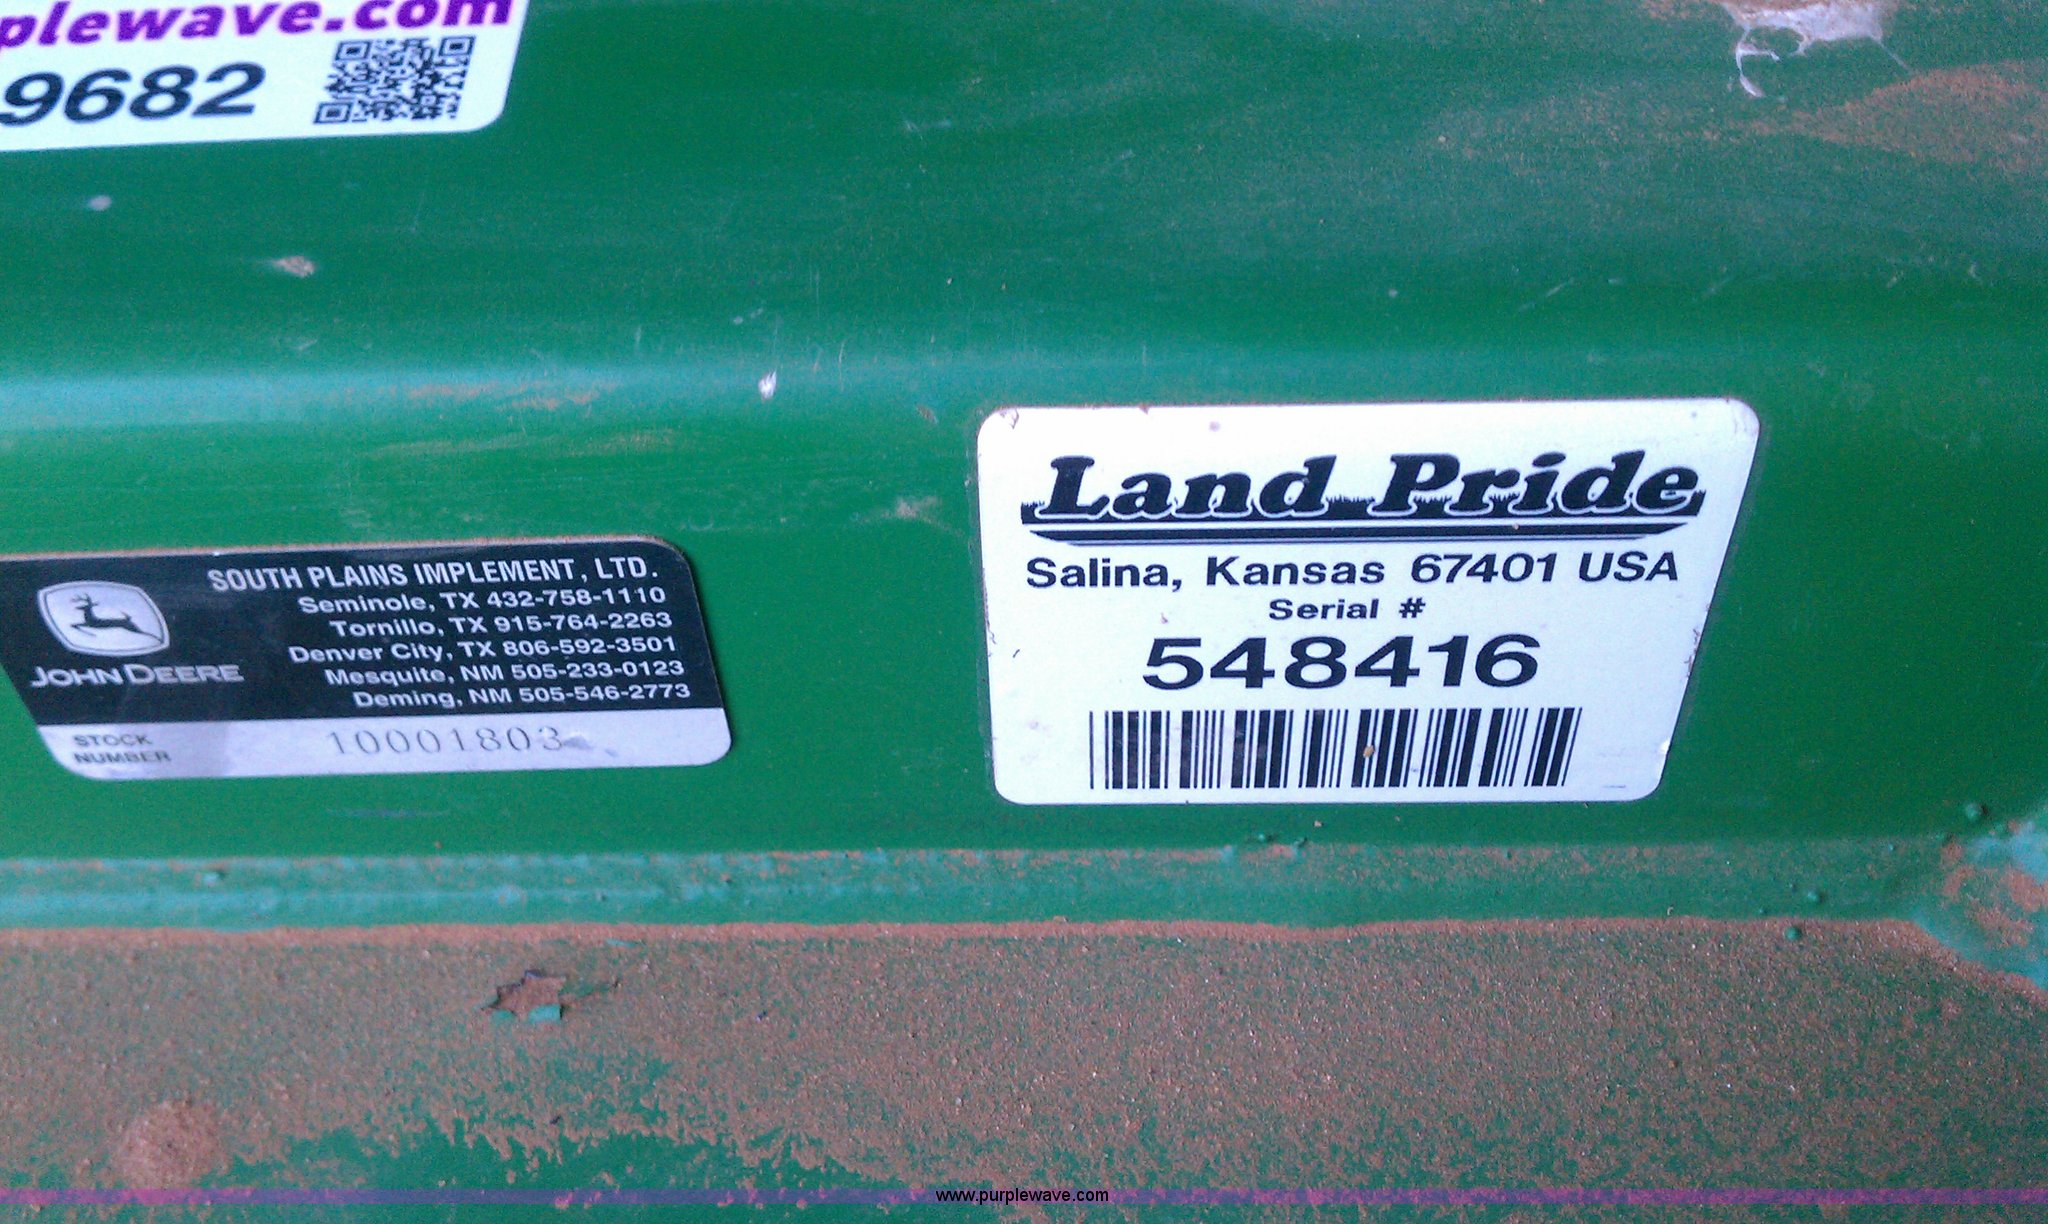 plewave.com
9682
SOUTH PLAINS IMPLEMENT, LTD.
Seminole, TX 432-758-1110
Tornillo, TX 915-764-2263
Denver City, TX 806-592-3501
Mesquite, NM 505-233-0123
Deming, NM 505-546-2773
JOHN DEERE
STOCK
NUMBER
10001803
Land Pride
Salina, Kansas 67401 USA
Serial #
548416
www.purplewave.com